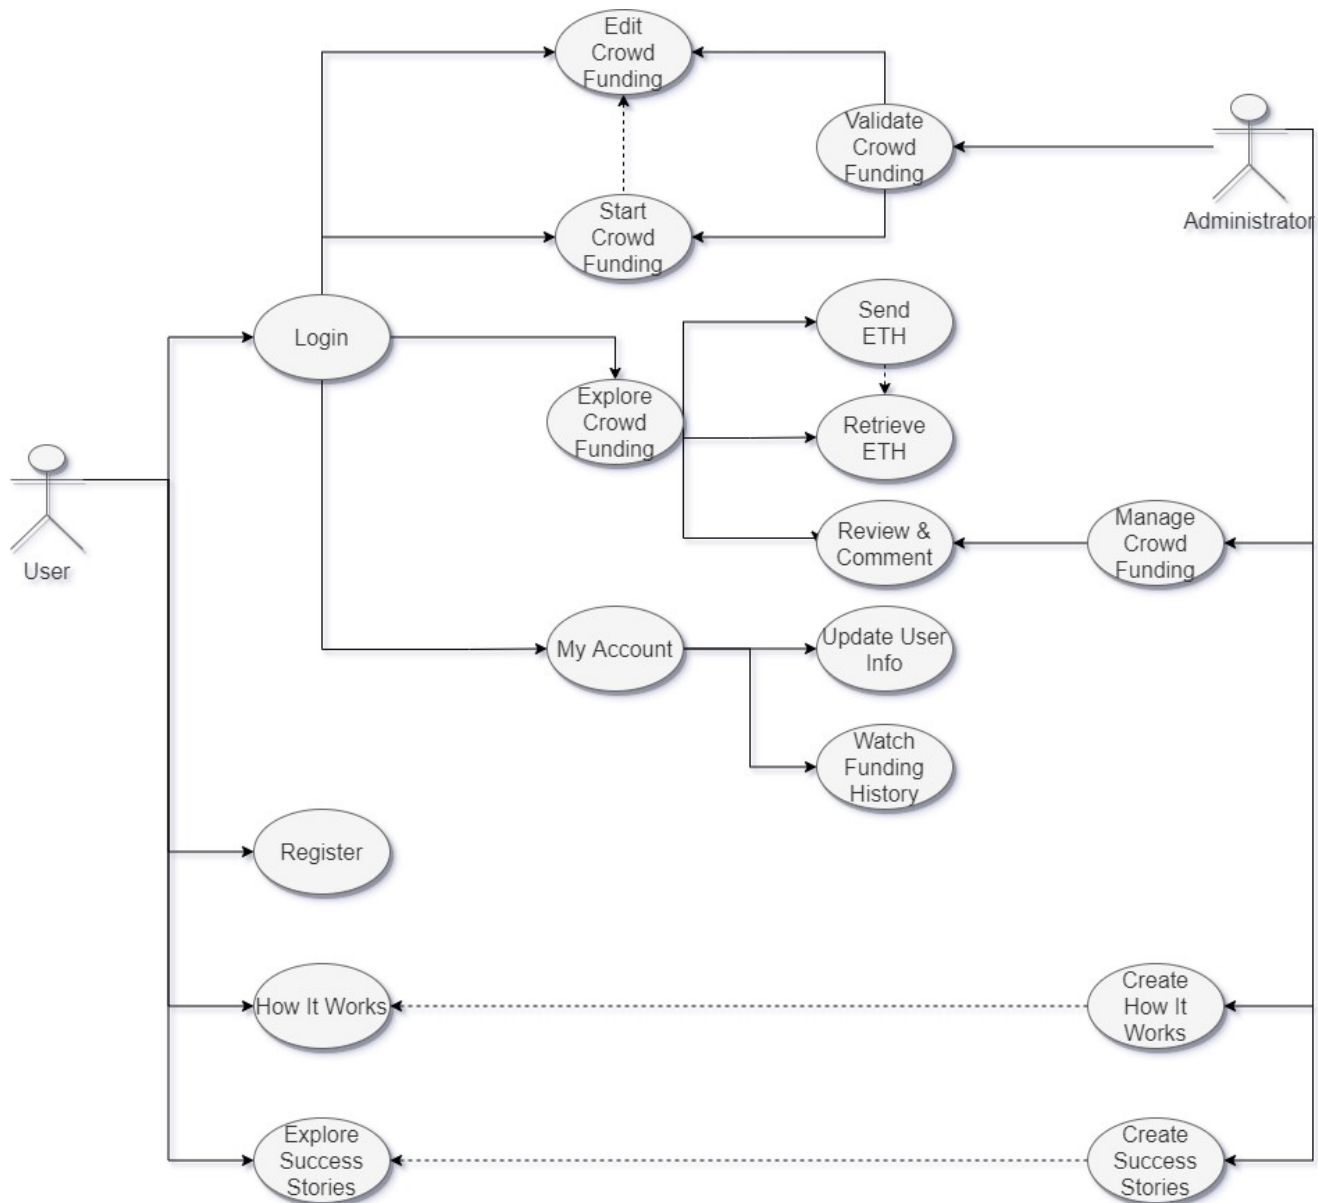 Edit
Crowd
Funding
Validate
Crowd
Funding
Administrator
Start
Crowd
Funding
Login
Send
ETH
Explore
Crowd
Funding
Retrieve
ETH
User
Review &
Comment
Manage
Crowd
Funding
My Account
Update User
Info
Watch
Funding
History
Register
How It Works
Create
How It
Works
Explore
Success
Stories
Create
Success
Stories